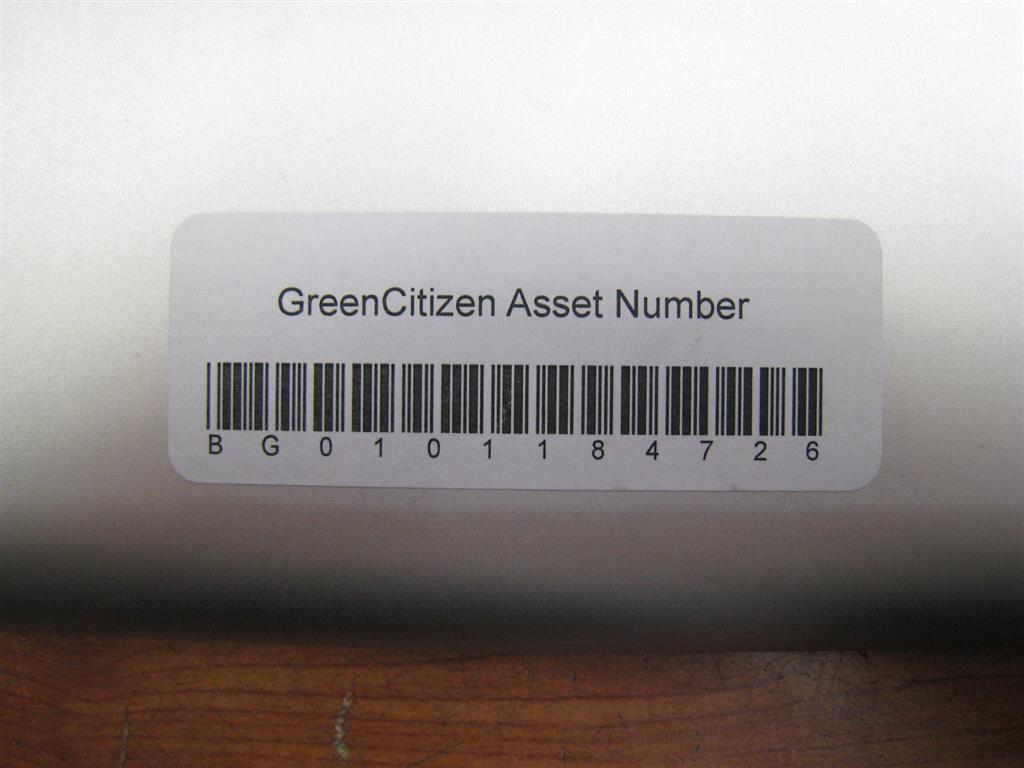 GreenCitizen Asset Number
B G 0 1 0 1 1 8 4 7 2 6